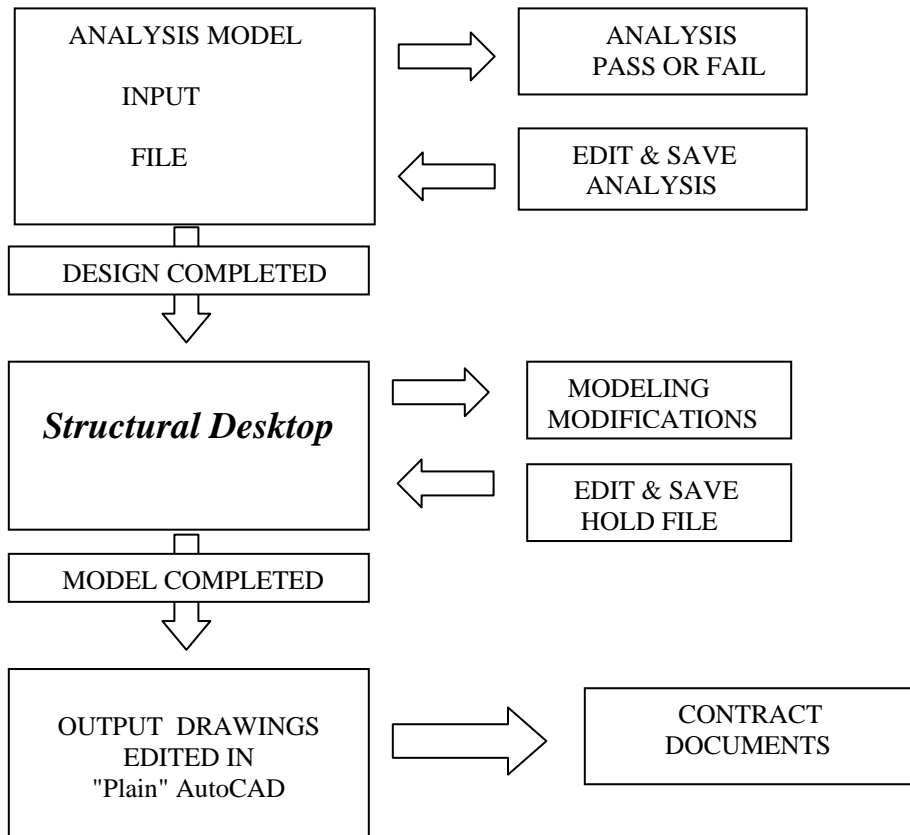 ANALYSIS MODEL
INPUT
FILE
ANALYSIS
PASS OR FAIL
EDIT & SAVE
ANALYSIS
DESIGN COMPLETED
Structural Desktop
MODELING
MODIFICATIONS
EDIT & SAVE
HOLD FILE
MODEL COMPLETED
OUTPUT DRAWINGS
EDITED IN
"Plain" AutoCAD
CONTRACT
DOCUMENTS